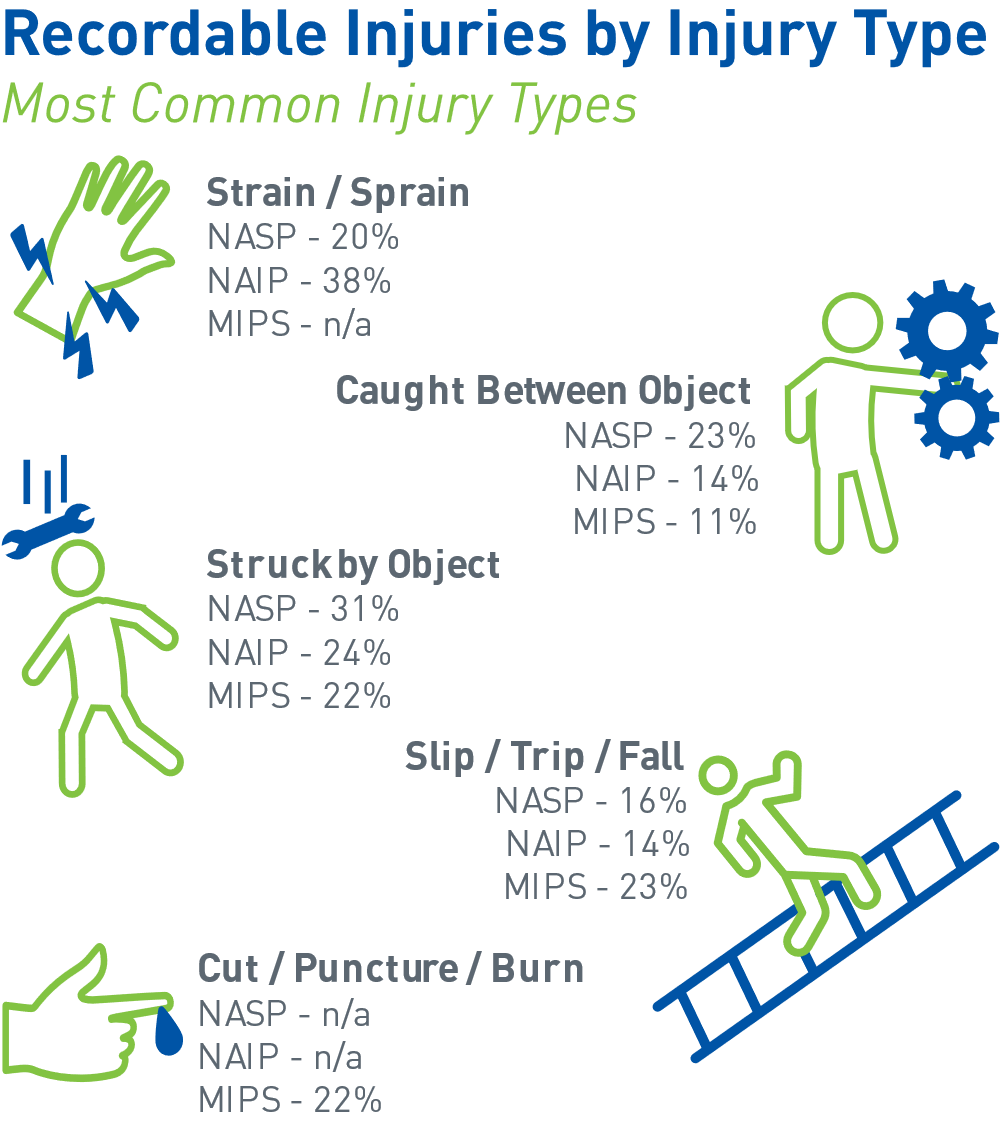 Recordable Injuries by Injury Type
Most Common Injury Types
Strain / Sprain
NASP - 20%
NAIP - 38%
MIPS - n/a
Caught Between Object
NASP - 23%
NAIP - 14%
MIPS - 11%
Struck by Object
NASP - 31%
NAIP - 24%
MIPS - 22%
Slip / Trip / Fall
NASP - 16%
NAIP - 14%
MIPS - 23%
Cut / Puncture / Burn
NASP - n/a
NAIP - n/a
MIPS - 22%